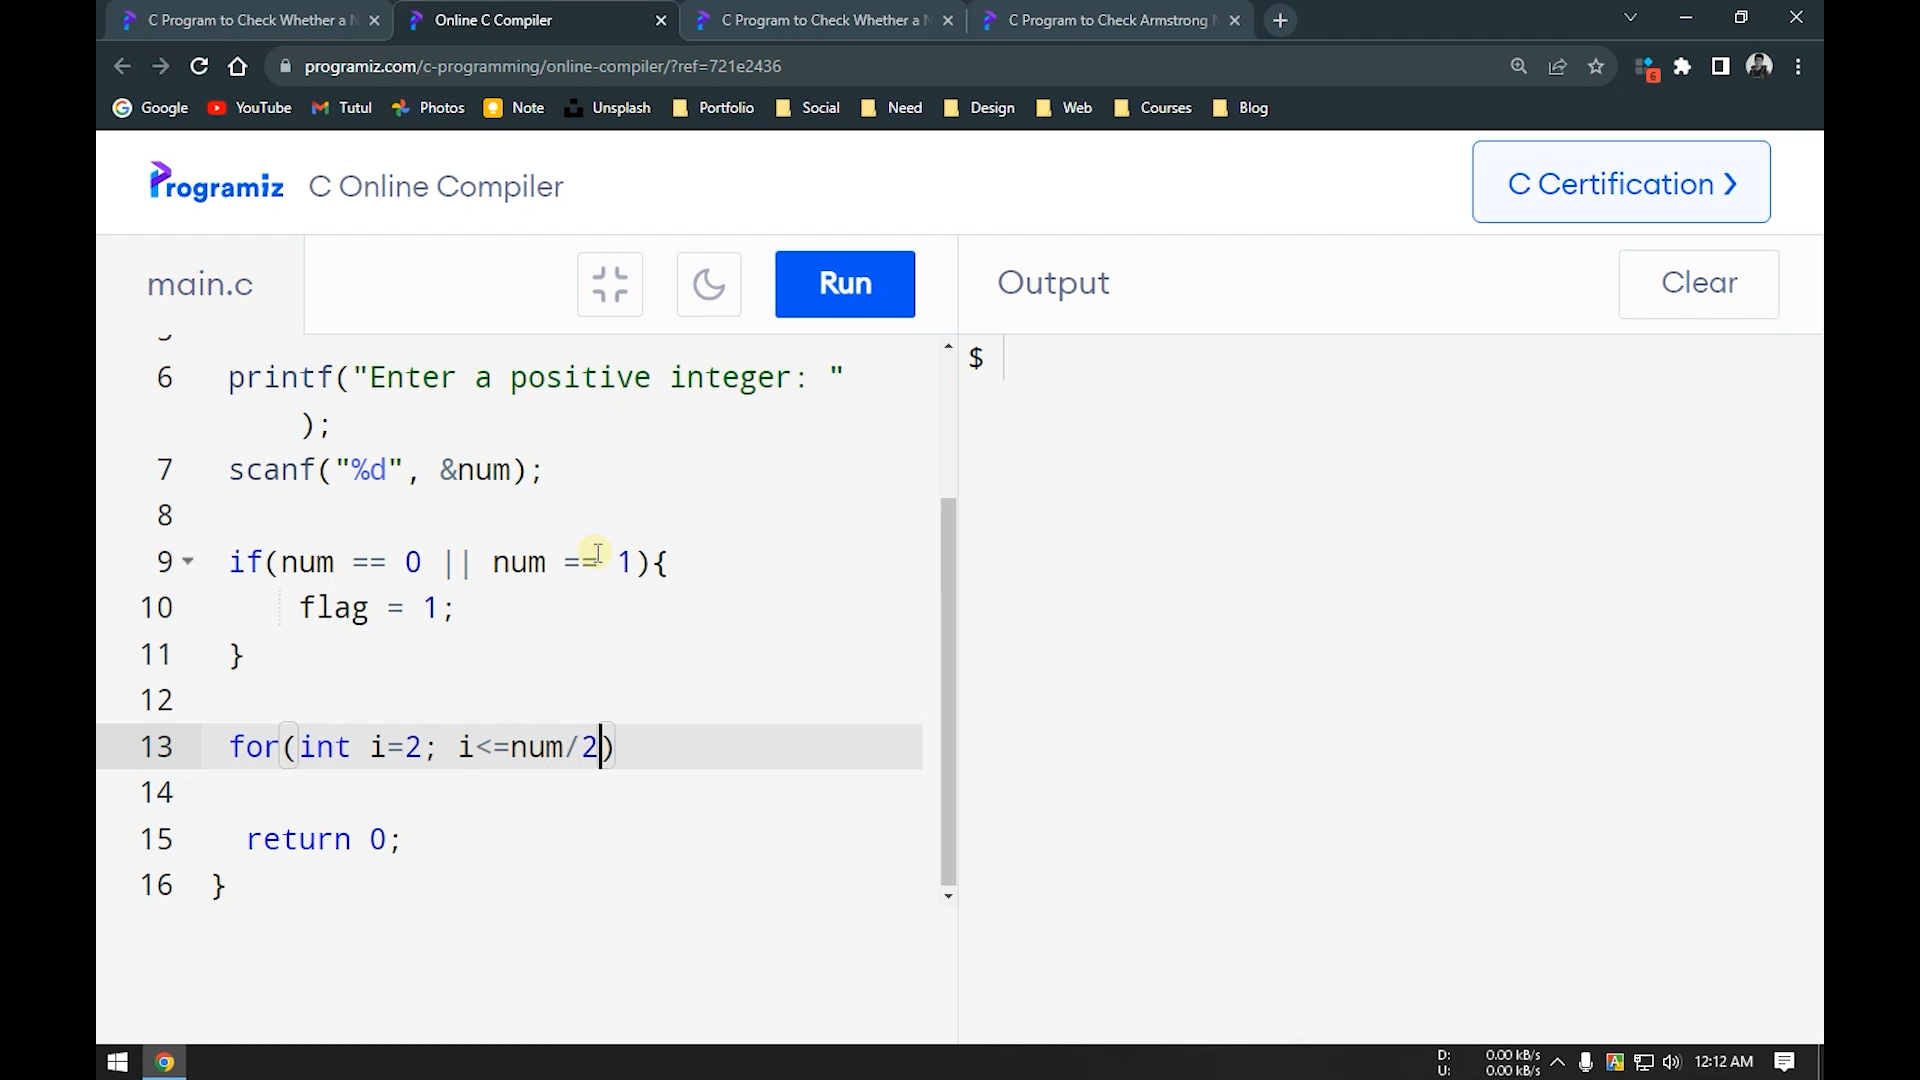 C Program to Check Whether a N
Online C Compiler
C Program to Check Whether a N
C Program to Check Armstrong N
programiz.com/c-programming/online-compiler/?ref=721e2436
6
Google
YouTube
Tutul
Photos
Note
Unsplash
Portfolio
Social
Need
Design
Web
Courses
Blog
Programiz
C Online Compiler
C Certification >
main.c
Run
Output
Clear
$
6 printf("Enter a positive integer: "
);
7 scanf("%d", &num);
8
9 if(num == 0 || num == 1){
10 flag = 1;
11 }
12
13 for(int i=2; i<=num/2)
14
15 return 0;
16 }
D: 0.00 kB/s
U: 0.00 kB/s
A
12:12 AM